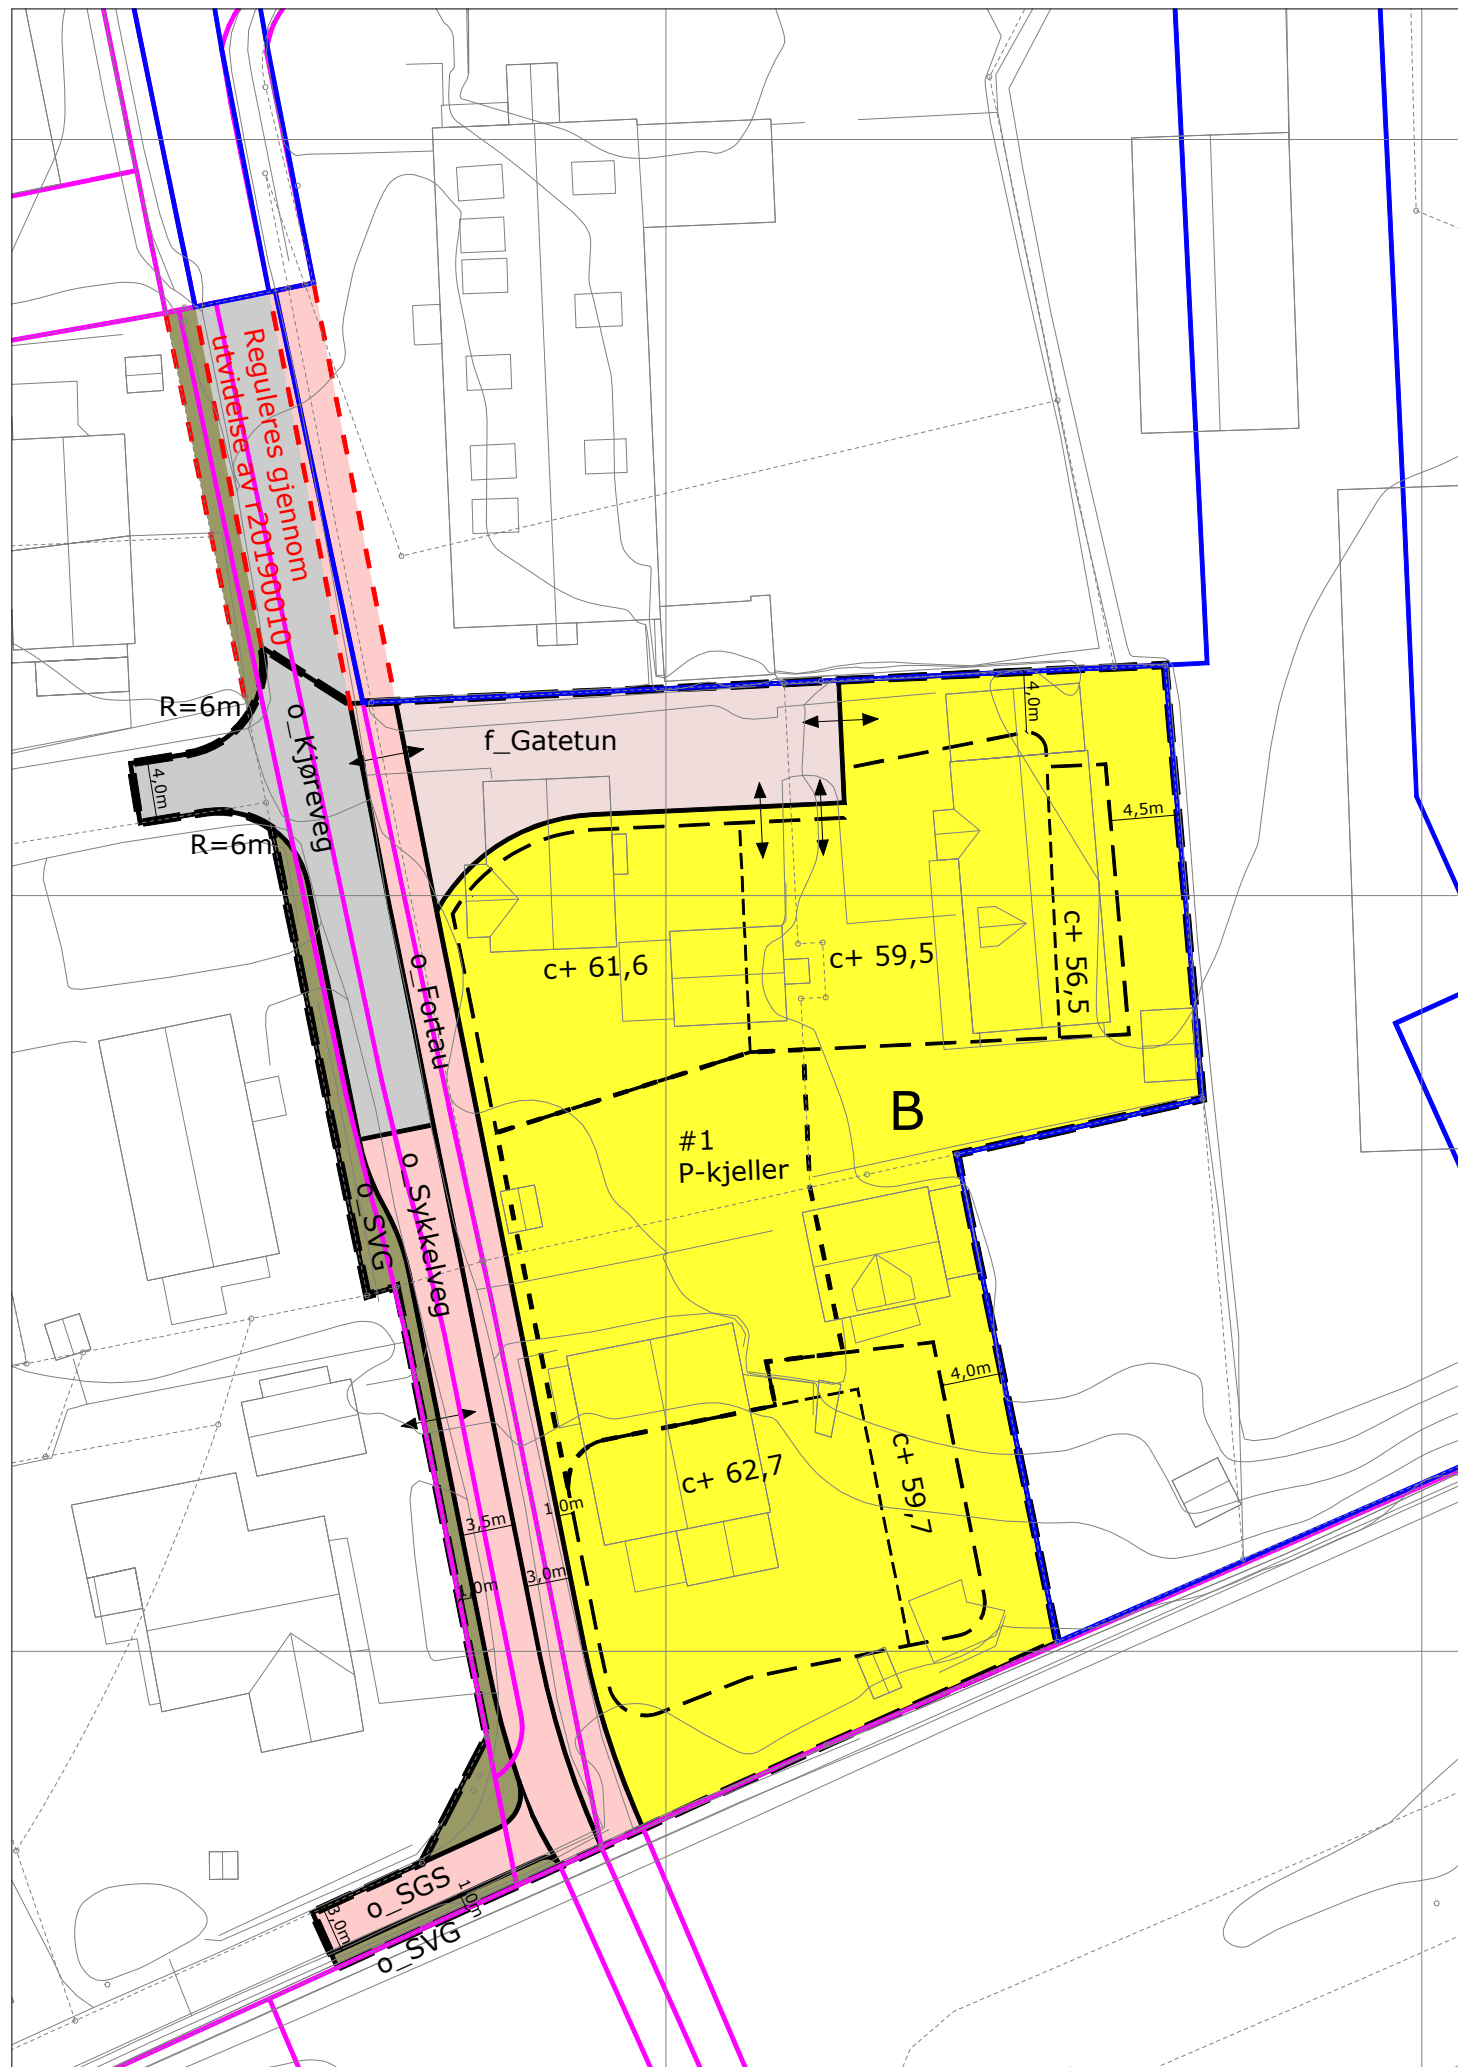 Reguleres gjennom
utvidelse av r20190010
R=6m
4,0m
R=6m
o_Kjøreveg
f_Gatetun
4,0m
4,5m
o_Fortau
c+ 61,6
c+ 59,5
c+ 56,5
B
#1
P-kjeller
o_SVG
o_Sykkelveg
4,0m
c+ 62,7
c+ 59,7
1,0m
3,5m
3,0m
1,0m
o_SGS
3,0m
1,0m
o_SVG